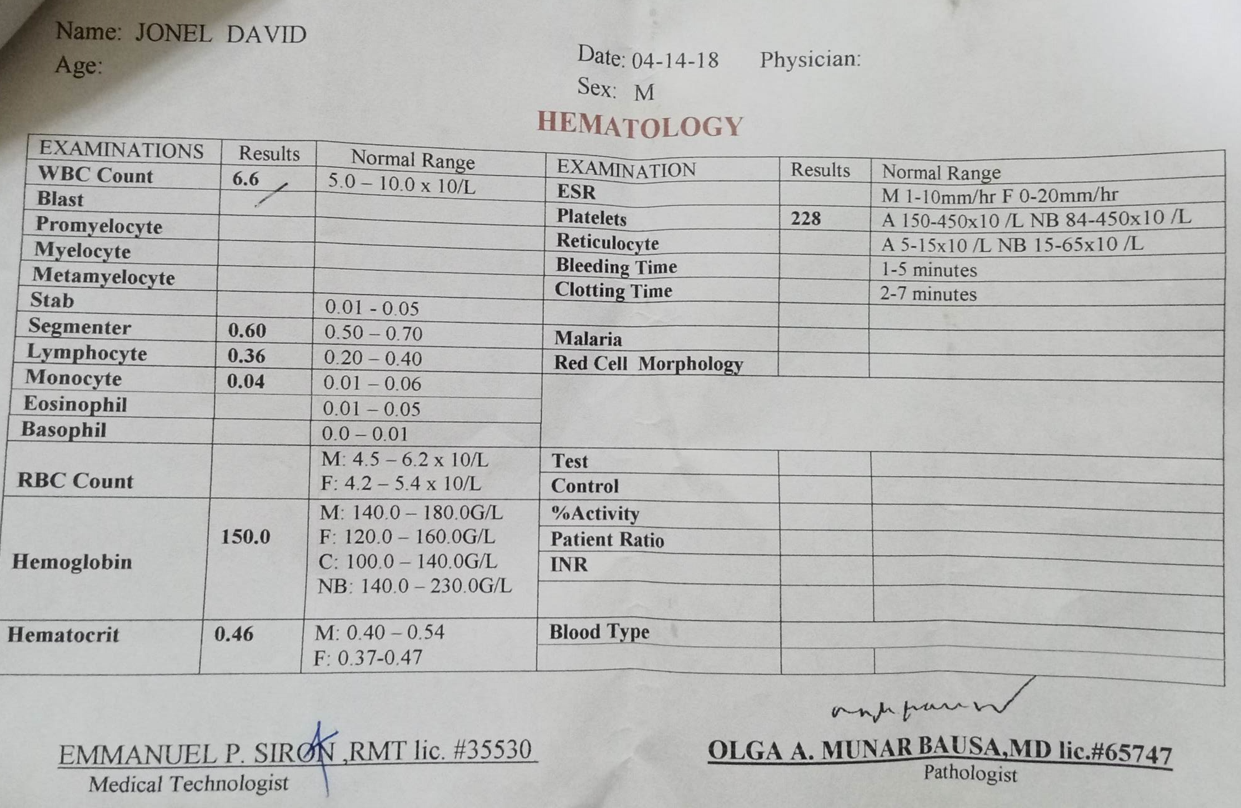 Name: JONEL DAVID
Age:
Date: 04-14-18 Physician:
Sex: M
HEMATOLOGY
EXAMINATIONS Results Normal Range
WBC Count 6.6 5.0 – 10.0 x 10/L
Blast
Promyelocyte
Myelocyte
Metamyelocyte
Stab 0.01 - 0.05
Segmenter 0.60 0.50 – 0.70
Lymphocyte 0.36 0.20 – 0.40
Monocyte 0.04 0.01 – 0.06
Eosinophil 0.01 – 0.05
Basophil 0.0 – 0.01
RBC Count M: 4.5 – 6.2 x 10/L
F: 4.2 – 5.4 x 10/L
Hemoglobin 150.0 M: 140.0 – 180.0G/L
F: 120.0 – 160.0G/L
C: 100.0 – 140.0G/L
NB: 140.0 – 230.0G/L
Hematocrit 0.46 M: 0.40 – 0.54
F: 0.37-0.47
EXAMINATION Results Normal Range
ESR M 1-10mm/hr F 0-20mm/hr
Platelets 228 A 150-450x10 /L NB 84-450x10 /L
Reticulocyte A 5-15x10 /L NB 15-65x10 /L
Bleeding Time 1-5 minutes
Clotting Time 2-7 minutes
Malaria
Red Cell Morphology
Test
Control
%Activity
Patient Ratio
INR
Blood Type
EMMANUEL P. SIRON,RMT lic. #35530
Medical Technologist
OLGA A. MUNAR BAUSA,MD lic.#65747
Pathologist